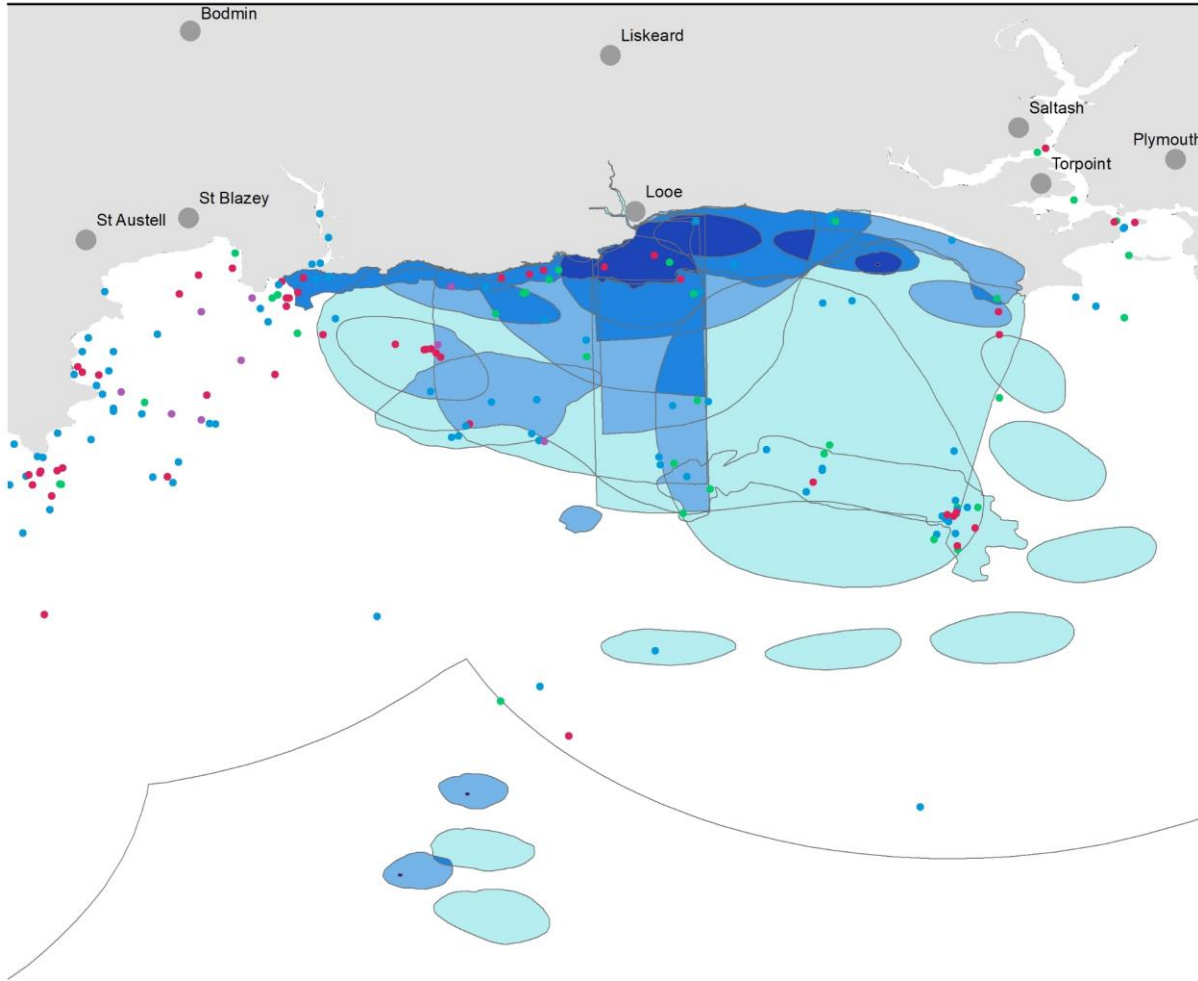 Bodmin
Liskeard
Saltash
Plymouth
Torpoint
St Blazey
Looe
St Austell